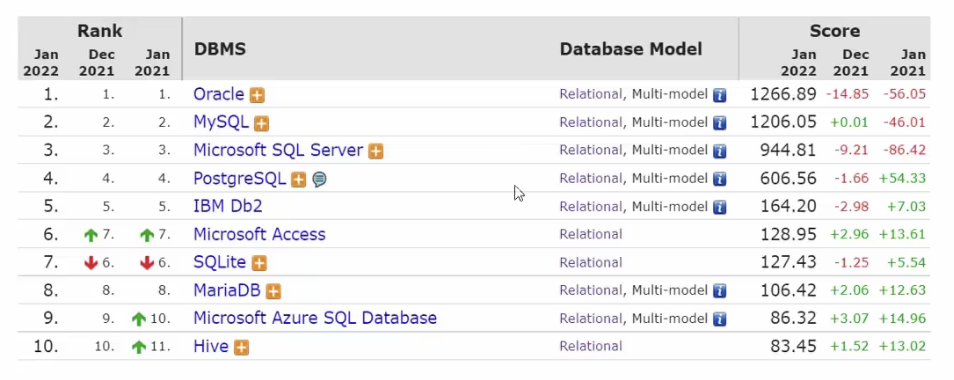 Rank Score
Jan Dec Jan DBMS Database Model Jan Dec Jan
2022 2021 2021 2022 2021 2021
1. 1. 1. Oracle Relational, Multi-model 1266.89 -14.85 -56.05
2. 2. 2. MySQL Relational, Multi-model 1206.05 +0.01 -46.01
3. 3. 3. Microsoft SQL Server Relational, Multi-model 944.81 -9.21 -86.42
4. 4. 4. PostgreSQL Relational, Multi-model 606.56 -1.66 +54.33
5. 5. 5. IBM Db2 Relational, Multi-model 164.20 -2.98 +7.03
6. 7. 7. Microsoft Access Relational 128.95 +2.96 +13.61
7. 6. 6. SQLite Relational 127.43 -1.25 +5.54
8. 8. 8. MariaDB Relational, Multi-model 106.42 +2.06 +12.63
9. 9. 10. Microsoft Azure SQL Database Relational, Multi-model 86.32 +3.07 +14.96
10. 10. 11. Hive Relational 83.45 +1.52 +13.02